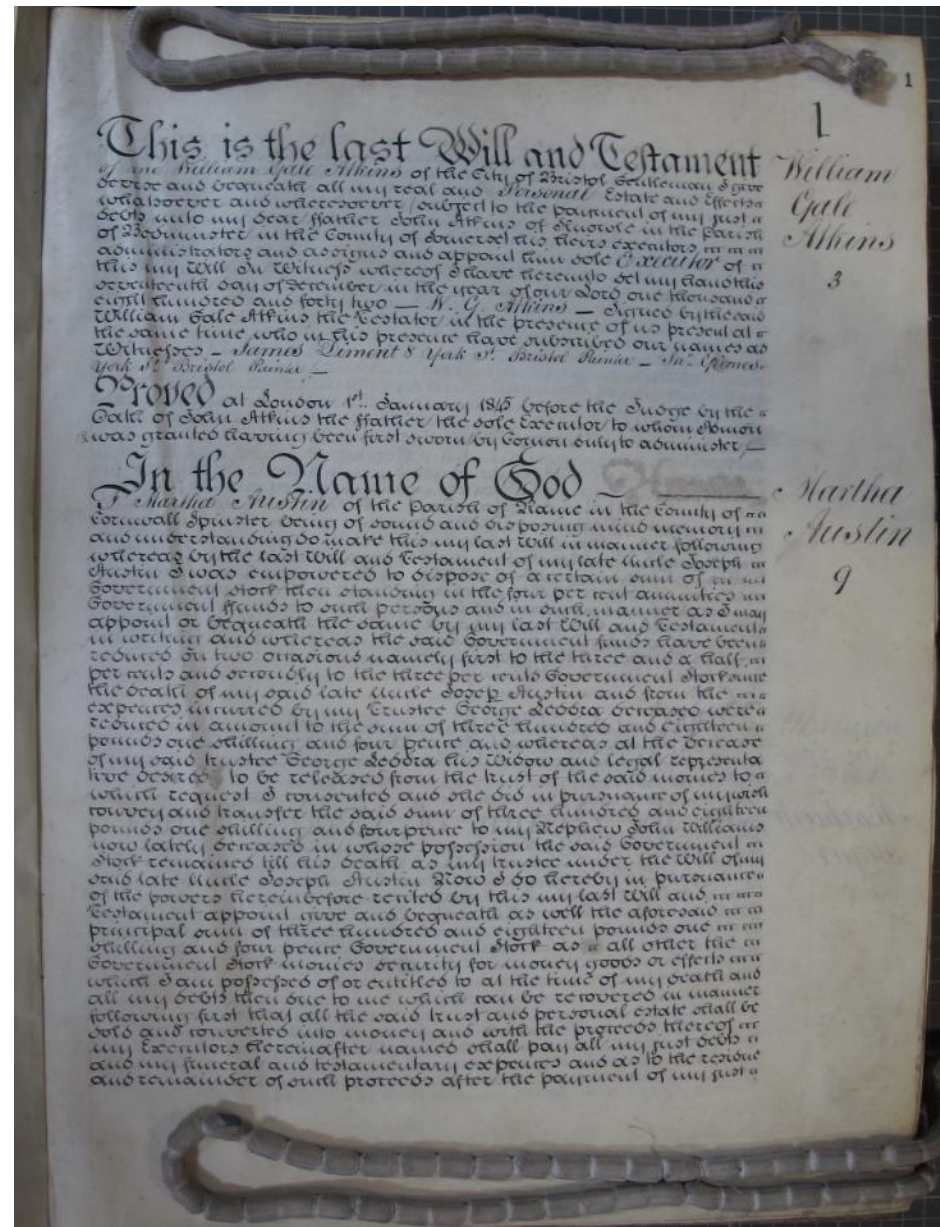 1
1
This is the last Will and Testament
of me William Gale Atkins of the City of Bristol Gentleman I give
devise and bequeath all my real and Personal Estate and Effects
whatsoever and wheresoever (subject to the payment of my just
debts unto my dear ffather John Atkins of in the Parish
of Bedminster in the County of Somerset his heirs executors
administrators and assigns and appoint him sole Executor of
this my Will In Witness whereof I have hereunto set my hand this
seventeenth day of December in the year of our Lord one thousand
eight hundred and forty two — W. G. Atkins — Signed by the said
William Gale Atkins the Testator in the presence of us present at
the same time who in his presence have subscribed our names as
Witnesses — James Liment 8 York St. Bristol Painter — Jno.
York St. Bristol Painter —
William
Gale
Atkins
3
Proved at London 1st. January 1845 before the Judge by the
Oath of John Atkins the ffather the sole Executor to whom Admon
was granted having been first sworn by Comon only to administer —
In the Name of God
I Martha Austin of the Parish of in the County of
Cornwall Spinster being of sound and disposing mind memory
and understanding do make this my last Will in manner following
whereas by the last Will and Testament of my late Uncle Joseph
Austin I was empowered to dispose of a certain sum of
Government Stock then standing in the four per cent annuities
Government ffunds to such persons and in such manner as I may
appoint or bequeath the same by my last Will and Testament
in writing and whereas the said Government funds have been
reduced on two occasions namely first to the three and a half
per cents and secondly to the three per cents Government Stock since
the death of my said late Uncle Joseph Austin and from the
expences incurred by my Trustee George deceased were
reduced in amount to the sum of three hundred and eighteen
pounds one shilling and four pence and whereas at the decease
of my said trustee George his Widow and legal representa
tive desired to be released from the trust of the said monies to
which request I consented and she did in pursuance of my wish
convey and transfer the said sum of three hundred and eighteen
pounds one shilling and fourpence to my Nephew John Williams
now lately deceased in whose possession the said Government
Stock remained till his death as my trustee under the Will of my
said late Uncle Joseph Austin Now I do hereby in pursuance
of the powers hereinbefore recited by this my last Will and
Testament appoint give and bequeath as well the aforesaid
principal sum of three hundred and eighteen pounds one
shilling and four pence Government Stock as all other the
Government Stock monies security for money goods or effects
which I am possessed of or entitled to at the time of my death and
all my debts then due to me which can be recovered in manner
following first that all the said trust and personal estate shall be
sold and converted into money and with the proceeds thereof
my Executors hereinafter named shall pay all my just debts
and my funeral and testamentary expences and as to the residue
and remainder of such proceeds after the payment of my just
Martha
Austin
9